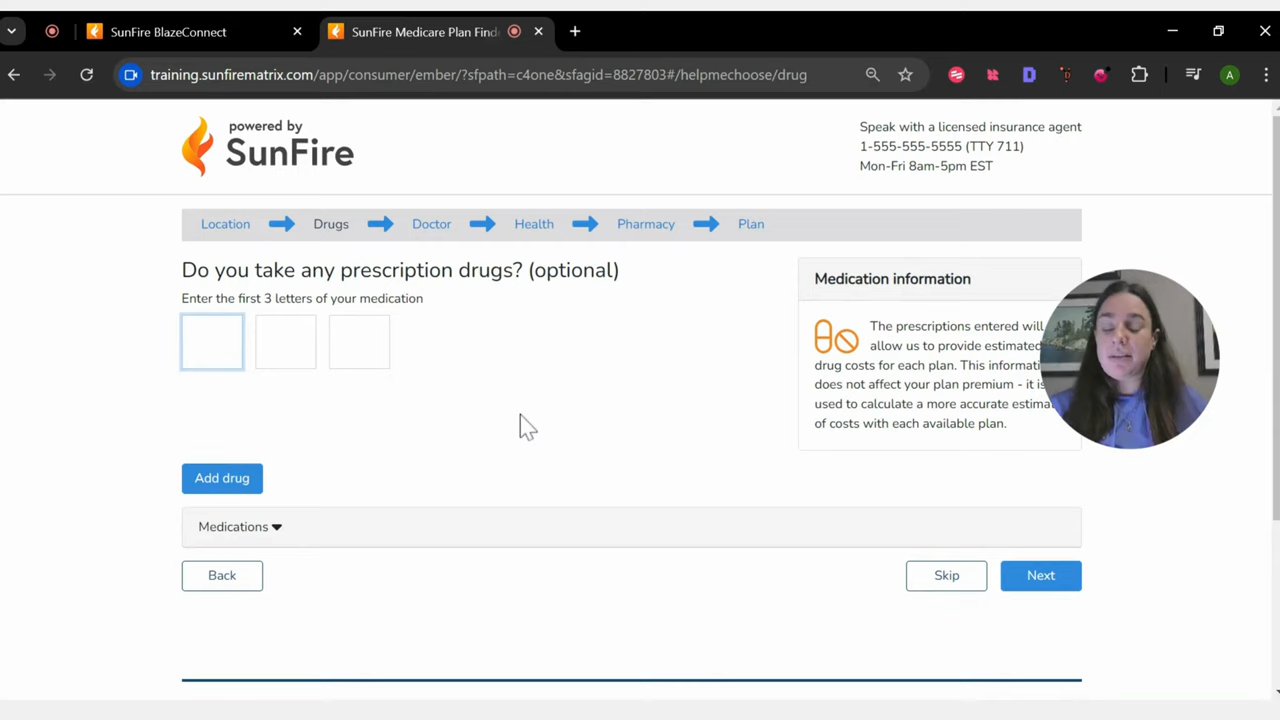 SunFire BlazeConnect
SunFire Medicare Plan Find
training.sunfirematrix.com/app/consumer/ember/?sfpath=c4one&sfagid=8827803#/helpmechoose/drug
D
A
powered by
SunFire
Speak with a licensed insurance agent
1-555-555-5555 (TTY 711)
Mon-Fri 8am-5pm EST
Location
Drugs
Doctor
Health
Pharmacy
Plan
Do you take any prescription drugs? (optional)
Enter the first 3 letters of your medication
Medication information
The prescriptions entered will
allow us to provide estimated
drug costs for each plan. This
does not affect your plan premium - it is
used to calculate a more accurate
of costs with each available plan.
Add drug
Medications
Back
Skip
Next